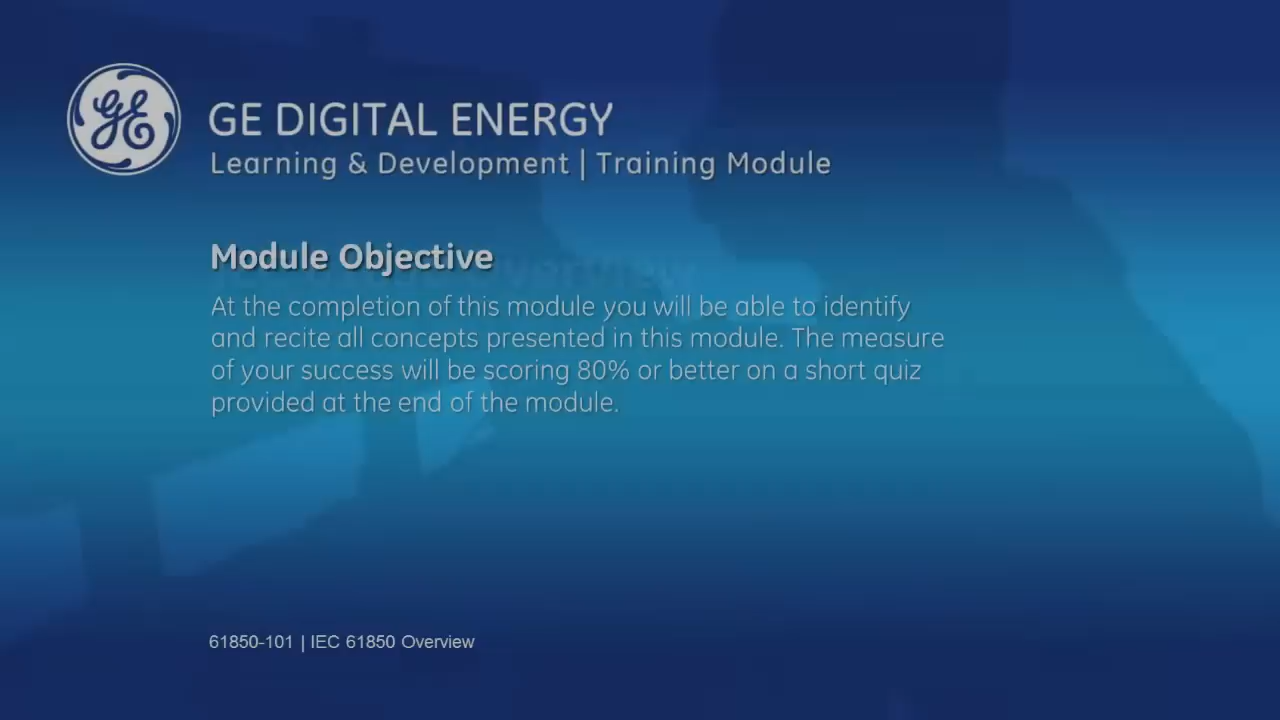 GE
GE DIGITAL ENERGY
Learning & Development | Training Module
Module Objective
At the completion of this module you will be able to identify
and recite all concepts presented in this module. The measure
of your success will be scoring 80% or better on a short quiz
provided at the end of the module.
61850-101 | IEC 61850 Overview